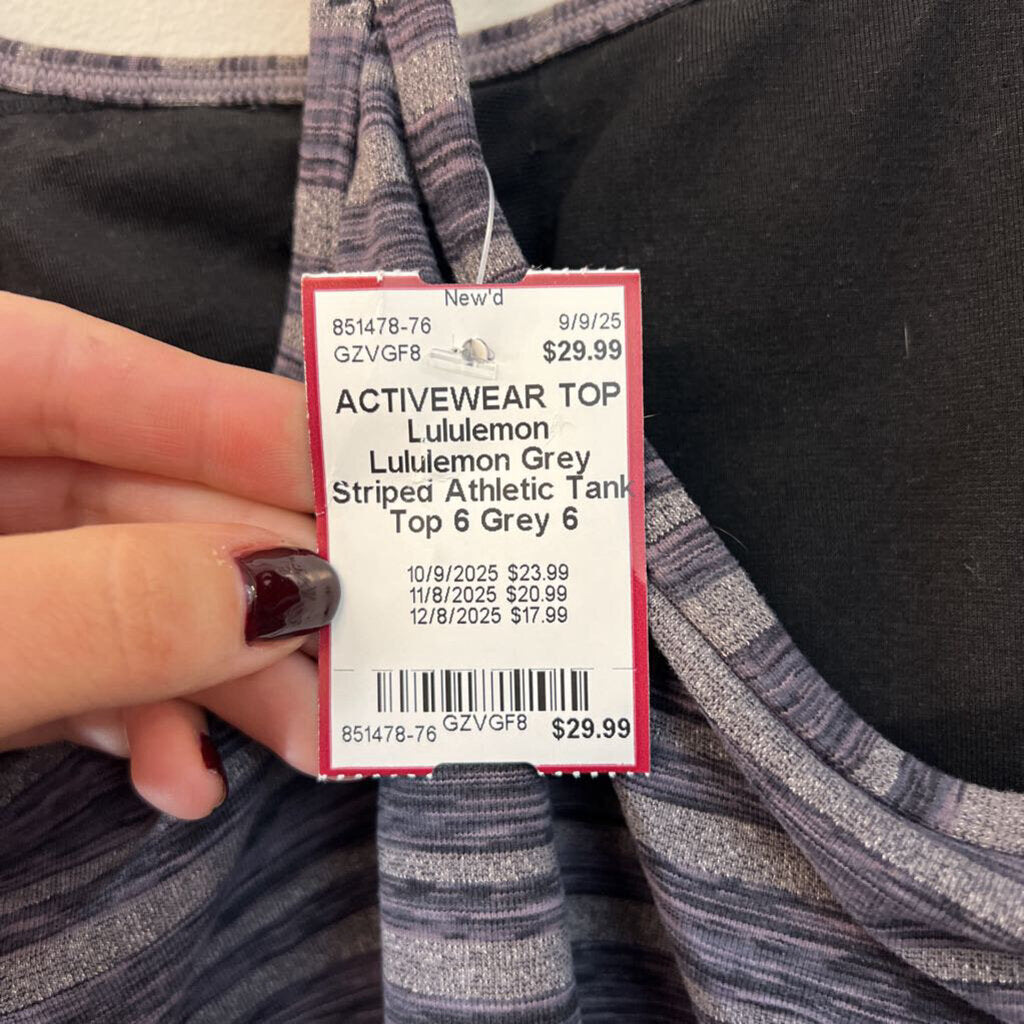 New'd
851478-76 9/9/25
GZVGF8 $29.99
ACTIVEWEAR TOP
Lululemon
Lululemon Grey
Striped Athletic Tank
Top 6 Grey 6
10/9/2025 $23.99
11/8/2025 $20.99
12/8/2025 $17.99
851478-76 GZVGF8 $29.99